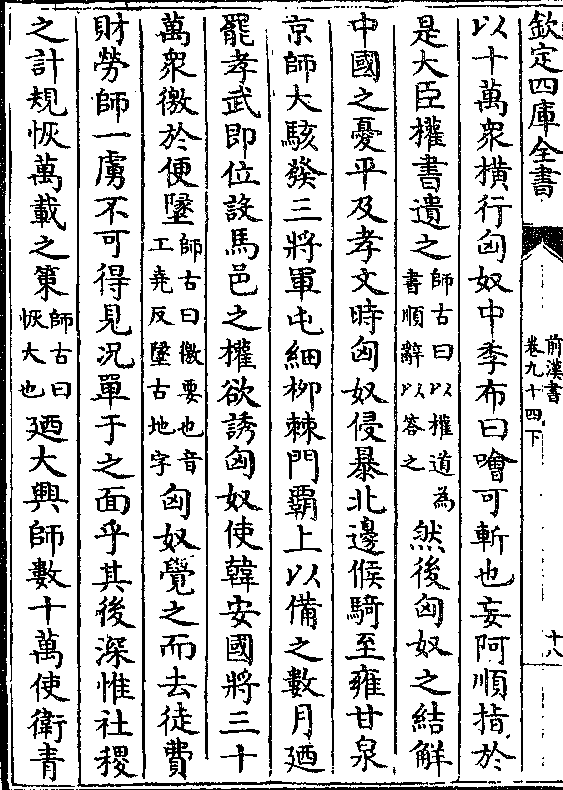 欽定四庫全書
前漢書
卷九十四下
十八
以十萬衆橫行匈奴中季布曰噲可斬也妄阿順指於
是大臣權書遺之師古曰以權道為書順辭以答之然後匈奴之結解
中國之憂平及孝文時匈奴侵暴北邊候騎至雍甘泉
京師大駭發三將軍屯細柳棘門霸上以備之數月廼
罷孝武即位設馬邑之權欲誘匈奴使韓安國將三十
萬衆徼於便墬師古曰徼要也音工堯反墬古地字匈奴覺之而去徒費
財勞師一虜不可得見況單于之面乎其後深惟社稷
之計規恢萬載之策師古曰恢大也廼大興師數十萬使衛青